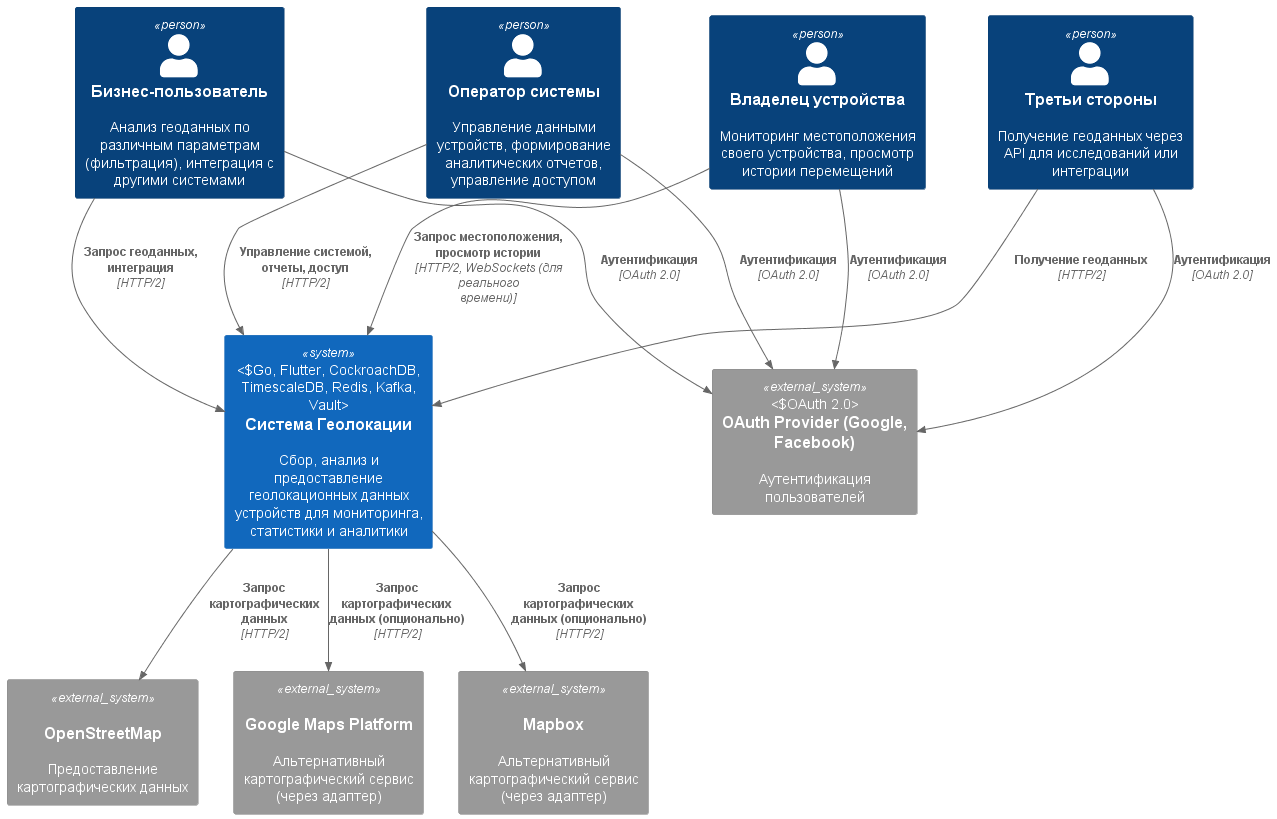 «person»
Бизнес-пользователь
Анализ геоданных по
различным параметрам
(фильтрация), интеграция с
другими системами
«person»
Оператор системы
Управление данными
устройств, формирование
аналитических отчетов,
управление доступом
«person»
Владелец устройства
Мониторинг местоположения
своего устройства, просмотр
истории перемещений
«person»
Третьи стороны
Получение геоданных через
API для исследований или
интеграции
Запрос геоданных,
интеграция
[HTTP/2]
Управление системой,
отчеты, доступ
[HTTP/2]
Запрос местоположения,
просмотр истории
[HTTP/2, WebSockets (для
реального
времени)]
Аутентификация
[OAuth 2.0]
Аутентификация
[OAuth 2.0]
Аутентификация
[OAuth 2.0]
Получение геоданных
[HTTP/2]
Аутентификация
[OAuth 2.0]
«system»
<$Go, Flutter, CockroachDB,
TimescaleDB, Redis, Kafka,
Vault>
Система Геолокации
Сбор, анализ и
предоставление
геолокационных данных
устройств для мониторинга,
статистики и аналитики
«external_system»
<$OAuth 2.0>
OAuth Provider (Google,
Facebook)
Аутентификация
пользователей
Запрос
картографических
данных
[HTTP/2]
Запрос
картографических
данных (опционально)
[HTTP/2]
Запрос
картографических
данных (опционально)
[HTTP/2]
«external_system»
OpenStreetMap
Предоставление
картографических данных
«external_system»
Google Maps Platform
Альтернативный
картографический сервис
(через адаптер)
«external_system»
Mapbox
Альтернативный
картографический сервис
(через адаптер)